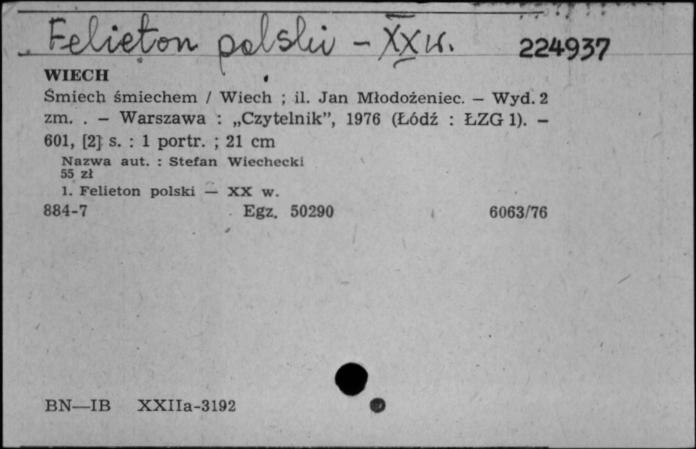 Felieton polski – XX w. 224937
WIECH
Śmiech śmiechem / Wiech ; il. Jan Młodożeniec. – Wyd. 2
zm. . – Warszawa : „Czytelnik”, 1976 (Łódź : ŁZG 1). –
601, [2] s. : 1 portr. ; 21 cm
Nazwa aut. : Stefan Wiechecki
55 zł
1. Felieton polski — XX w.
884-7 Egz. 50290 6063/76
BN—IB XXIIa-3192